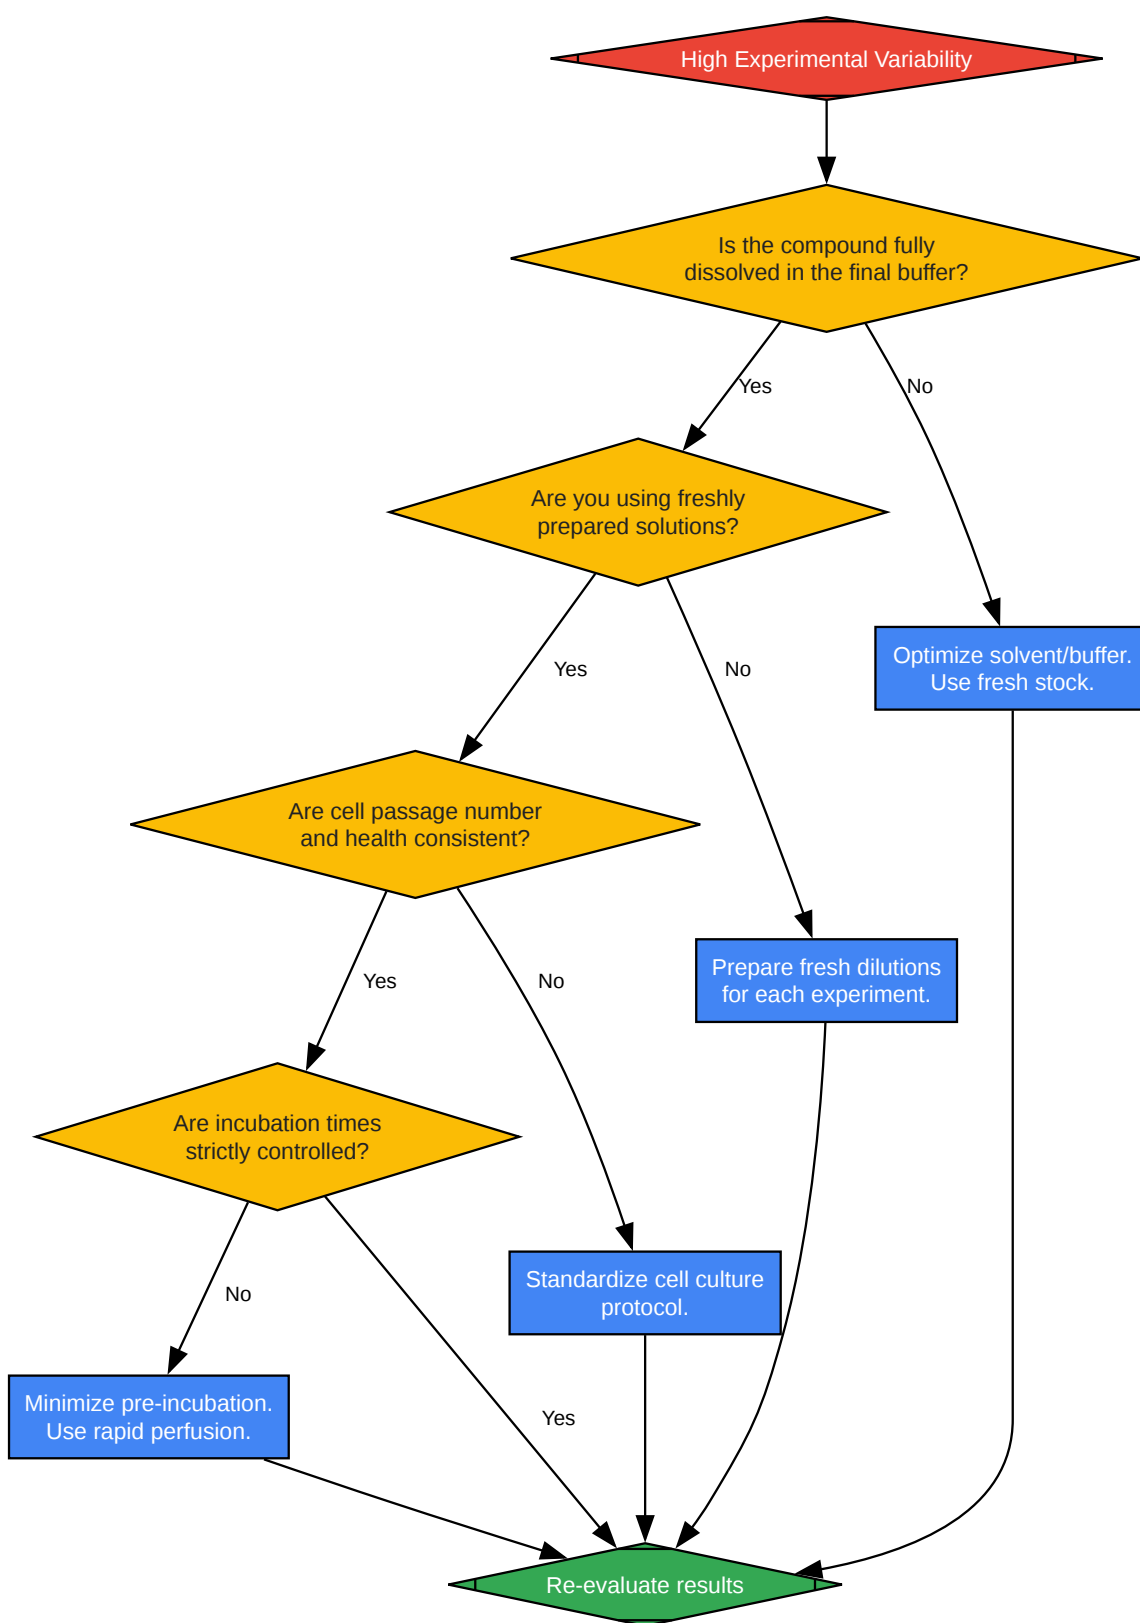 High Experimental Variability
Is the compound fully
dissolved in the final buffer?
Yes
No
Are you using freshly
prepared solutions?
Optimize solvent/buffer.
Use fresh stock.
Yes
No
Are cell passage number
and health consistent?
Prepare fresh dilutions
for each experiment.
Yes
No
Are incubation times
strictly controlled?
Standardize cell culture
protocol.
No
Yes
Minimize pre-incubation.
Use rapid perfusion.
Re-evaluate results